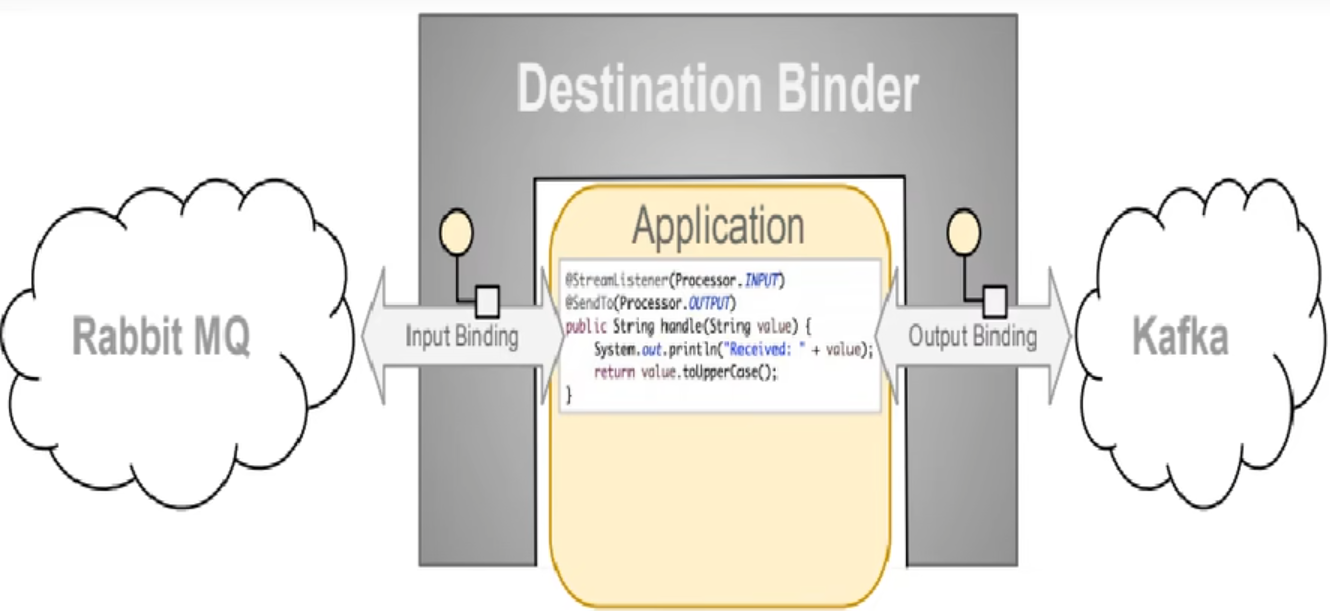 Destination Binder
Application
@StreamListener(Processor.INPUT)
@SendTo(Processor.OUTPUT)
public String handle(String value) {
System.out.println("Received: " + value);
return value.toUpperCase();
}
Rabbit MQ
Input Binding
Output Binding
Kafka